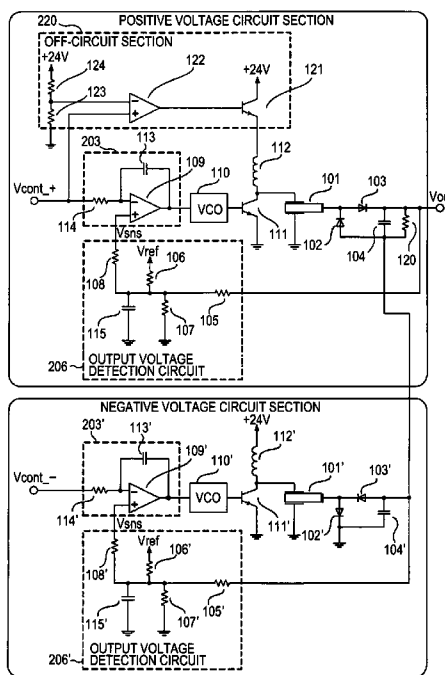 220
POSITIVE VOLTAGE CIRCUIT SECTION
OFF-CIRCUIT SECTION
+24V
124
122
+24V
121
123
203
113
109
110
112
101
103
Vcont_+
VCO
114
Vsns
111
102
104
120
108
Vref
106
115
107
105
206
OUTPUT VOLTAGE
DETECTION CIRCUIT
NEGATIVE VOLTAGE CIRCUIT SECTION
+24V
203'
113'
109'
110'
112'
101'
103'
Vcont_-
VCO
114'
Vsns
111'
102'
104'
108'
Vref
106'
115'
107'
105'
206'
OUTPUT VOLTAGE
DETECTION CIRCUIT